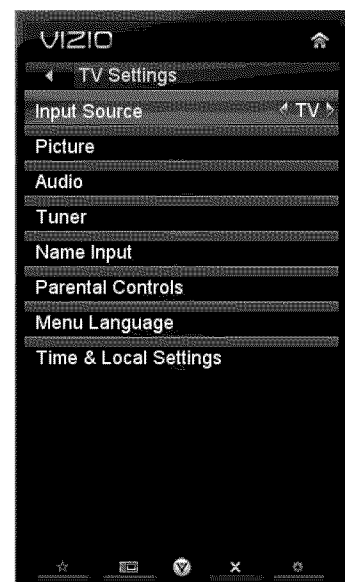 VIZIO
TV Settings
Input Source TV
Picture
Audio
Tuner
Name Input
Parental Controls
Menu Language
Time & Local Settings